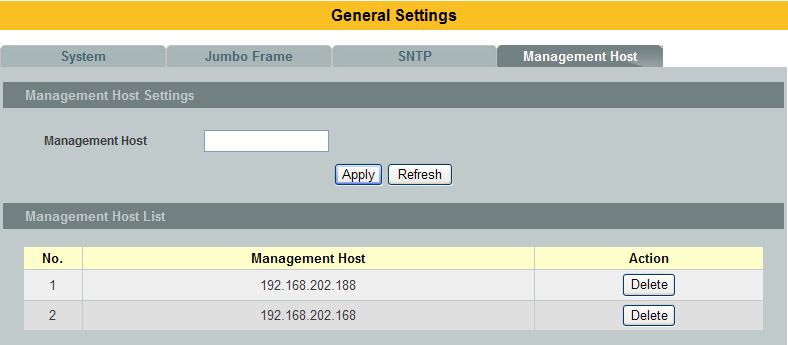 General Settings
System Jumbo Frame SNTP Management Host
Management Host Settings
Management Host
Apply Refresh
Management Host List
No. Management Host Action
1 192.168.202.188 Delete
2 192.168.202.168 Delete